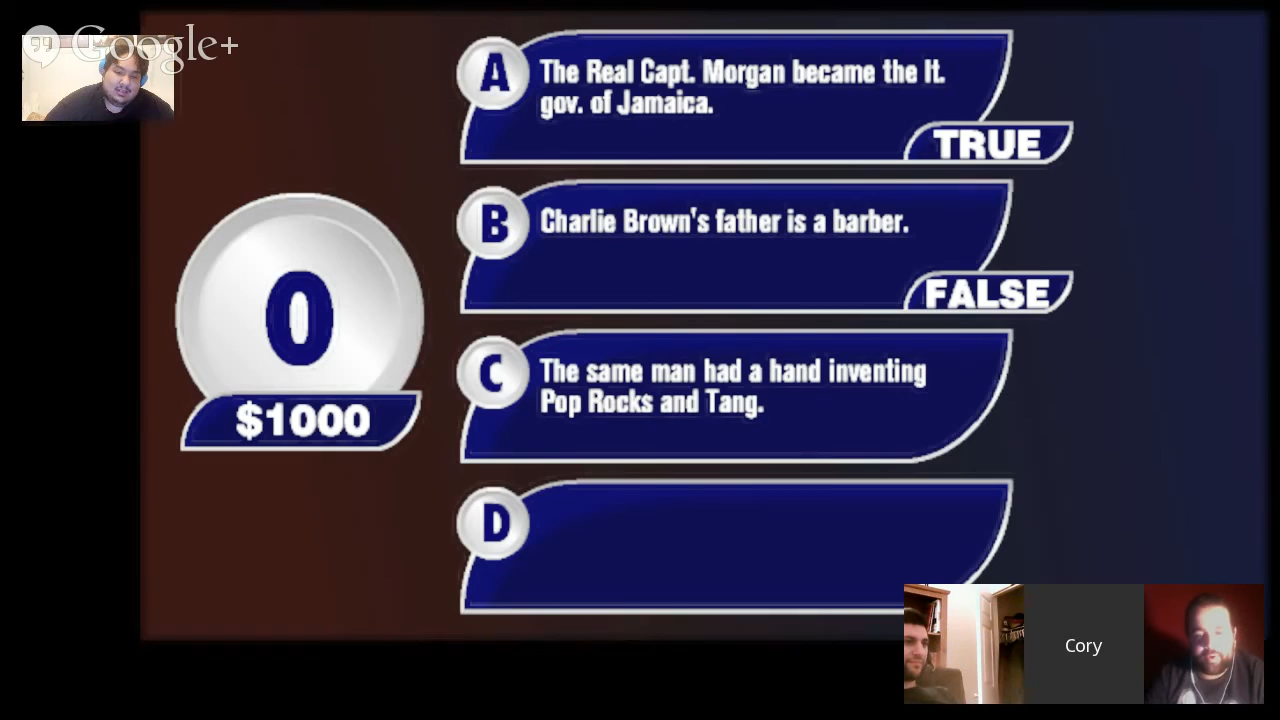 Google+
A
The Real Capt. Morgan became the lt.
gov. of Jamaica.
TRUE
B
Charlie Brown's father is a barber.
FALSE
0
$1000
C
The same man had a hand inventing
Pop Rocks and Tang.
D
Cory